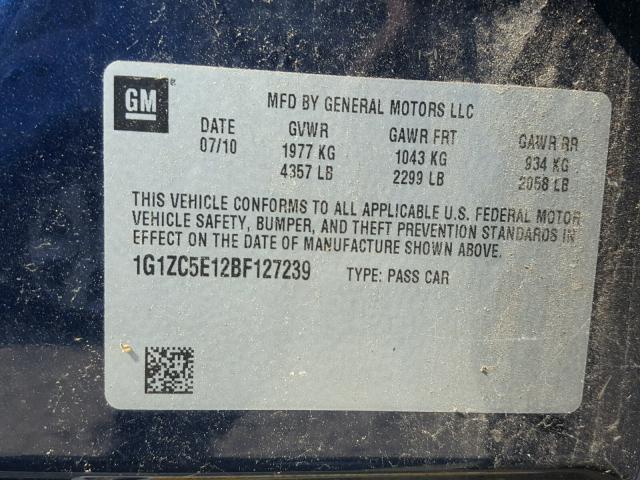 GM®
MFD BY GENERAL MOTORS LLC
DATE GVWR GAWR FRT GAWR RR
07/10 1977 KG 1043 KG 934 KG
4357 LB 2299 LB 2058 LB
THIS VEHICLE CONFORMS TO ALL APPLICABLE U.S. FEDERAL MOTOR
VEHICLE SAFETY, BUMPER, AND THEFT PREVENTION STANDARDS IN
EFFECT ON THE DATE OF MANUFACTURE SHOWN ABOVE.
1G1ZC5E12BF127239 TYPE: PASS CAR